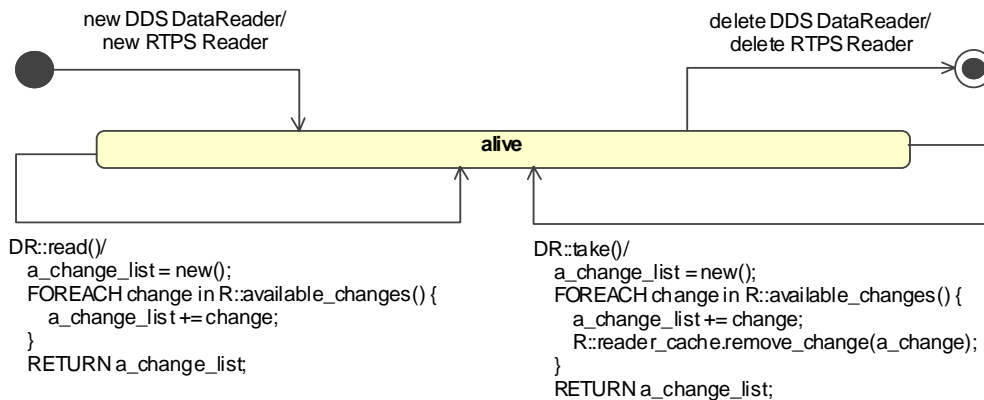 new DDS DataReader/
new RTPS Reader
delete DDS DataReader/
delete RTPS Reader
alive
DR::read()/
a_change_list = new();
FOREACH change in R::available_changes() {
a_change_list += change;
}
RETURN a_change_list;
DR::take()/
a_change_list = new();
FOREACH change in R::available_changes() {
a_change_list += change;
R::reader_cache.remove_change(a_change);
}
RETURN a_change_list;